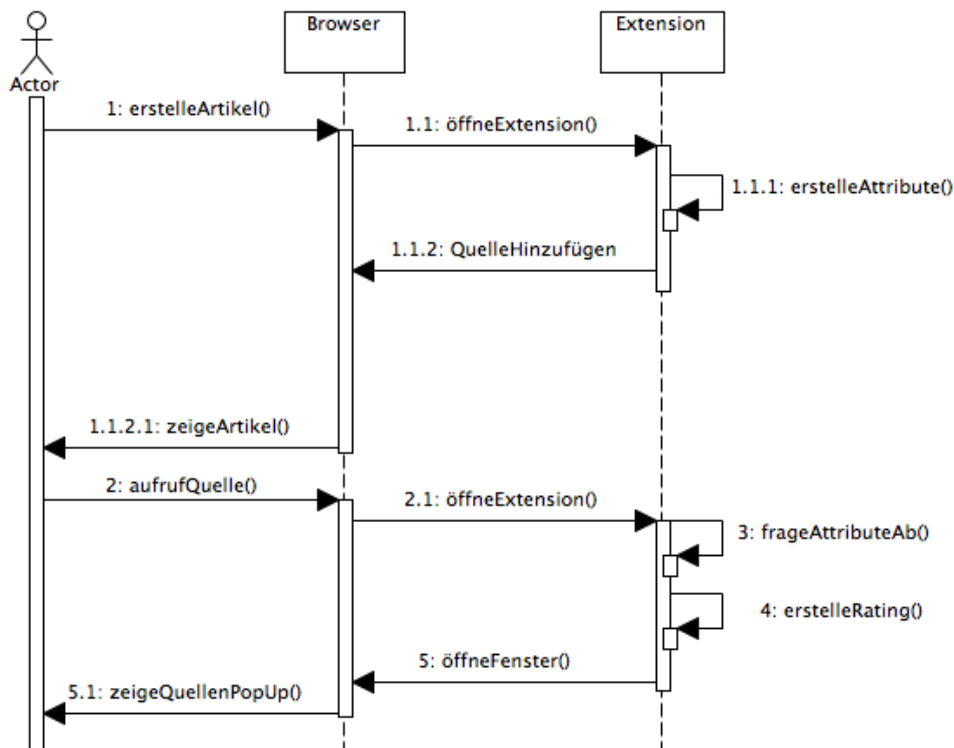 Browser
Extension
Actor
1: erstelleArtikel()
1.1: öffneExtension()
1.1.1: erstelleAttribute()
1.1.2: QuelleHinzufügen
1.1.2.1: zeigeArtikel()
2: aufrufQuelle()
2.1: öffneExtension()
3: frageAttributeAb()
4: erstelleRating()
5: öffneFenster()
5.1: zeigeQuellenPopUp()